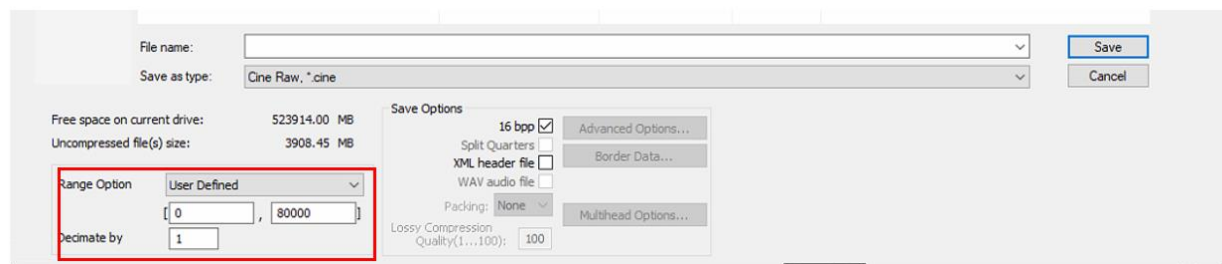 File name:
Save
Save as type: Cine Raw, *.cine
Cancel
Free space on current drive: 523914.00 MB
Uncompressed file(s) size: 3908.45 MB
Range Option User Defined
[ 0 , 80000 ]
Decimate by 1
Save Options
16 bpp
Advanced Options...
Split Quarters
XML header file
Border Data...
WAV audio file
Packing: None
Multihead Options...
Lossy Compression
Quality(1...100): 100